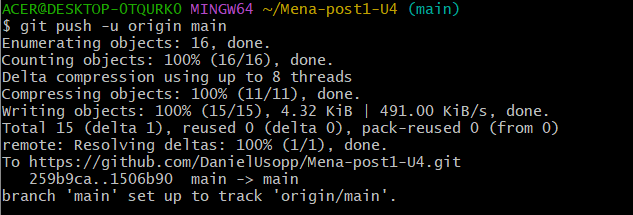 ACER@DESKTOP-OTQURKO MINGW64 ~/Mena-post1-U4 (main)
$ git push -u origin main
Enumerating objects: 16, done.
Counting objects: 100% (16/16), done.
Delta compression using up to 8 threads
Compressing objects: 100% (11/11), done.
Writing objects: 100% (15/15), 4.32 KiB | 491.00 KiB/s, done.
Total 15 (delta 1), reused 0 (delta 0), pack-reused 0 (from 0)
remote: Resolving deltas: 100% (1/1), done.
To https://github.com/DanielUsopp/Mena-post1-U4.git
   259b9ca..1506b90  main -> main
branch 'main' set up to track 'origin/main'.